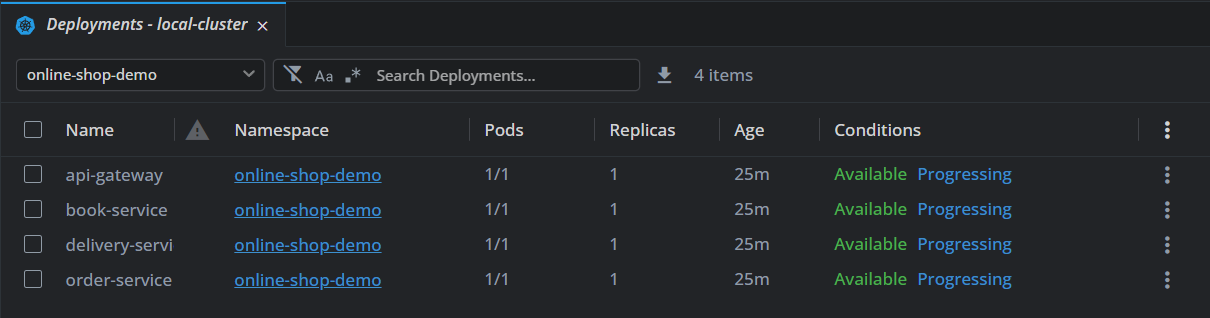 Deployments - local-cluster
online-shop-demo Aa .* Search Deployments... 4 items
Name Namespace Pods Replicas Age Conditions
api-gateway online-shop-demo 1/1 1 25m Available Progressing
book-service online-shop-demo 1/1 1 25m Available Progressing
delivery-servi online-shop-demo 1/1 1 25m Available Progressing
order-service online-shop-demo 1/1 1 25m Available Progressing